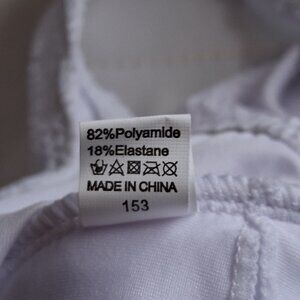 82%Polyamide
18%Elastane
MADE IN CHINA
153